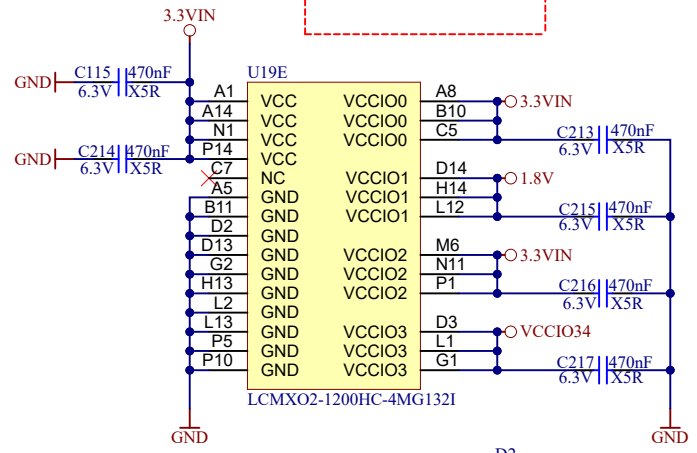 3.3VIN
U19E
GND C115 470nF
6.3V X5R
A1 VCC VCCIO0 A8 3.3VIN
A14 VCC VCCIO0 B10
N1 VCC VCCIO0 C5 C213 470nF
6.3V X5R
GND C214 470nF P14 VCC
6.3V X5R
C7 NC VCCIO1 D14 1.8V
A5 GND VCCIO1 H14
B11 GND VCCIO1 L12 C215 470nF
6.3V X5R
D2 GND
D13 GND VCCIO2 M6 3.3VIN
G2 GND VCCIO2 N11
H13 GND VCCIO2 P1 C216 470nF
6.3V X5R
L2 GND
L13 GND VCCIO3 D3 VCCIO34
P5 GND VCCIO3 L1
P10 GND VCCIO3 G1 C217 470nF
6.3V X5R
LCMXO2-1200HC-4MG132I
GND GND